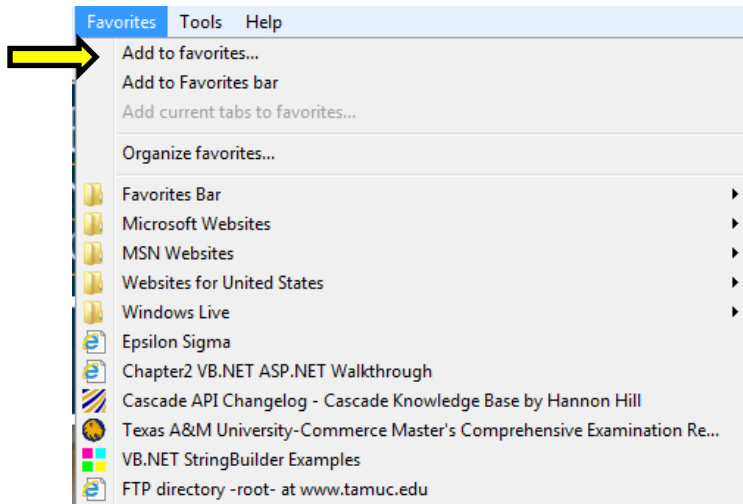 Favorites Tools Help
Add to favorites...
Add to Favorites bar
Add current tabs to favorites...
Organize favorites...
Favorites Bar
Microsoft Websites
MSN Websites
Websites for United States
Windows Live
Epsilon Sigma
Chapter2 VB.NET ASP.NET Walkthrough
Cascade API Changelog - Cascade Knowledge Base by Hannon Hill
Texas A&M University-Commerce Master's Comprehensive Examination Re...
VB.NET StringBuilder Examples
FTP directory -root- at www.tamuc.edu